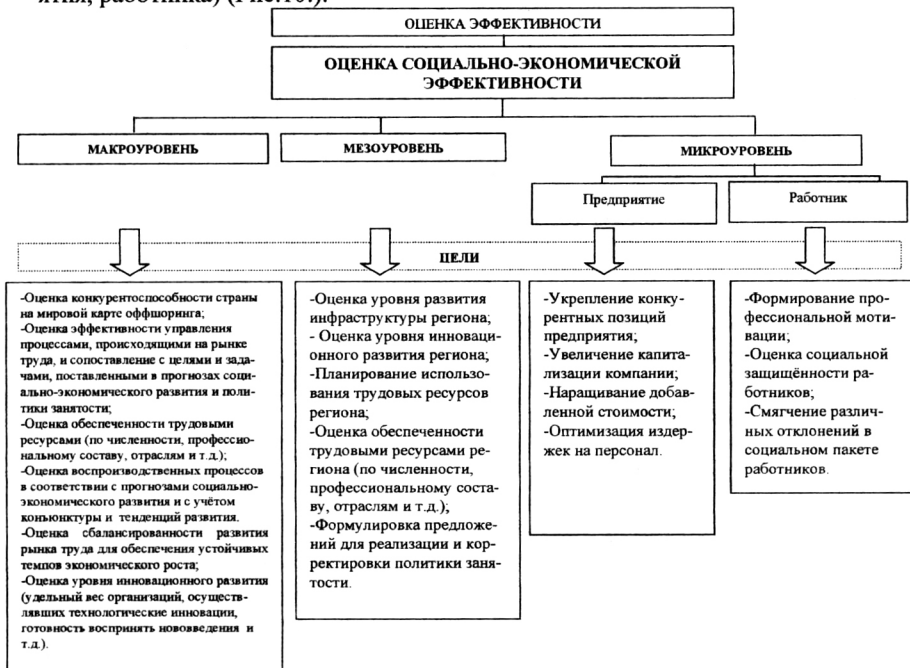 ятия, работника) (Рис.10.).
ОЦЕНКА ЭФФЕКТИВНОСТИ
ОЦЕНКА СОЦИАЛЬНО-ЭКОНОМИЧЕСКОЙ
ЭФФЕКТИВНОСТИ
МАКРОУРОВЕНЬ
МЕЗОУРОВЕНЬ
МИКРОУРОВЕНЬ
Предприятие
Работник
ЦЕЛИ
-Оценка конкурентоспособности страны
на мировой карте оффшоринга;
-Оценка эффективности управления
процессами, происходящими на рынке
труда, и сопоставление с целями и зада-
чами, поставленными в прогнозах соци-
ально-экономического развития и поли-
тики занятости;
-Оценка обеспеченности трудовыми
ресурсами (по численности, профессио-
нальному составу, отраслям и т.д.);
-Оценка воспроизводственных процессов
в соответствии с прогнозами социально-
экономического развития и с учётом
конъюнктуры и тенденций развития.
-Оценка сбалансированности развития
рынка труда для обеспечения устойчивых
темпов экономического роста;
-Оценка уровня инновационного развития
(удельный вес организаций, осуществ-
лявших технологические инновации,
готовность воспринять нововведения и
т.д.).
-Оценка уровня развития
инфраструктуры региона;
- Оценка уровня инноваци-
онного развития региона;
-Планирование использо-
вания трудовых ресурсов
региона;
-Оценка обеспеченности
трудовыми ресурсами ре-
гиона (по численности,
профессиональному соста-
ву, отраслям и т.д.);
-Формулировка предложе-
ний для реализации и кор-
ректировки политики заня-
тости.
-Укрепление конку-
рентных позиций
предприятия;
-Увеличение капита-
лизации компании;
-Наращивание добав-
ленной стоимости;
-Оптимизация издер-
жек на персонал.
-Формирование про-
фессиональной моти-
вации;
-Оценка социальной
защищённости ра-
ботников;
-Смягчение различ-
ных отклонений в
социальном пакете
работников.